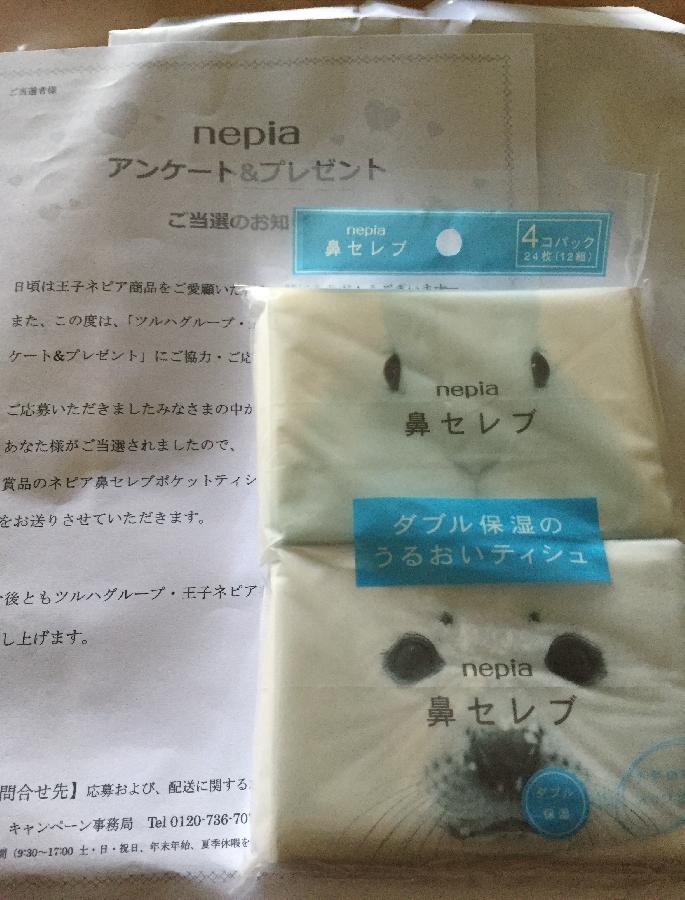 ご当選者様
nepia
アンケート&プレゼント
ご当選のお知
日頃は王子ネピア商品をご愛顧いた
また、この度は、「ツルハグループ・
ケート&プレゼント」にご協力・ご応
ご応募いただきましたみなさまの中か
あなた様がご当選されましたので、
賞品のネピア鼻セレブポケットティシ
をお送りさせていただきます。
後ともツルハグループ・王子ネピア
し上げます。
問合せ先】応募および、配送に関する
キャンペーン事務局 Tel 0120-736-70
(9:30~17:00 土・日・祝日、年末年始、夏季休暇を
nepia
鼻セレブ
4コパック
24枚(12組)
nepia
鼻セレブ
ダブル保湿の
うるおいティシュ
nepia
鼻セレブ
ダブル
保湿